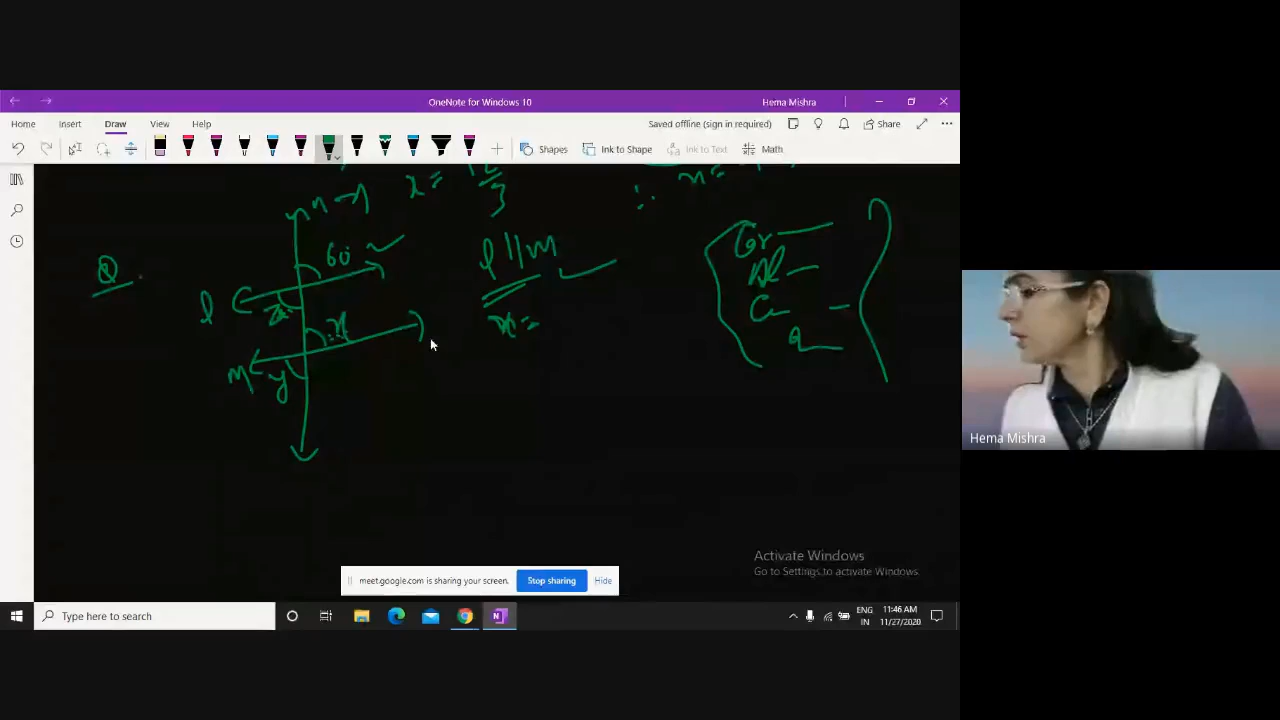 OneNote for Windows 10
Hema Mishra
Home Insert Draw View Help
Saved offline (sign in required)
Share
Shapes
Ink to Shape
Ink to Text
Math
x = 12/3
∴ x =
Q.
60
l || m
l
z
x
x =
m
y
Hema Mishra
Activate Windows
Go to Settings to activate Windows.
meet.google.com is sharing your screen.
Stop sharing
Hide
Type here to search
ENG
IN
11:46 AM
11/27/2020